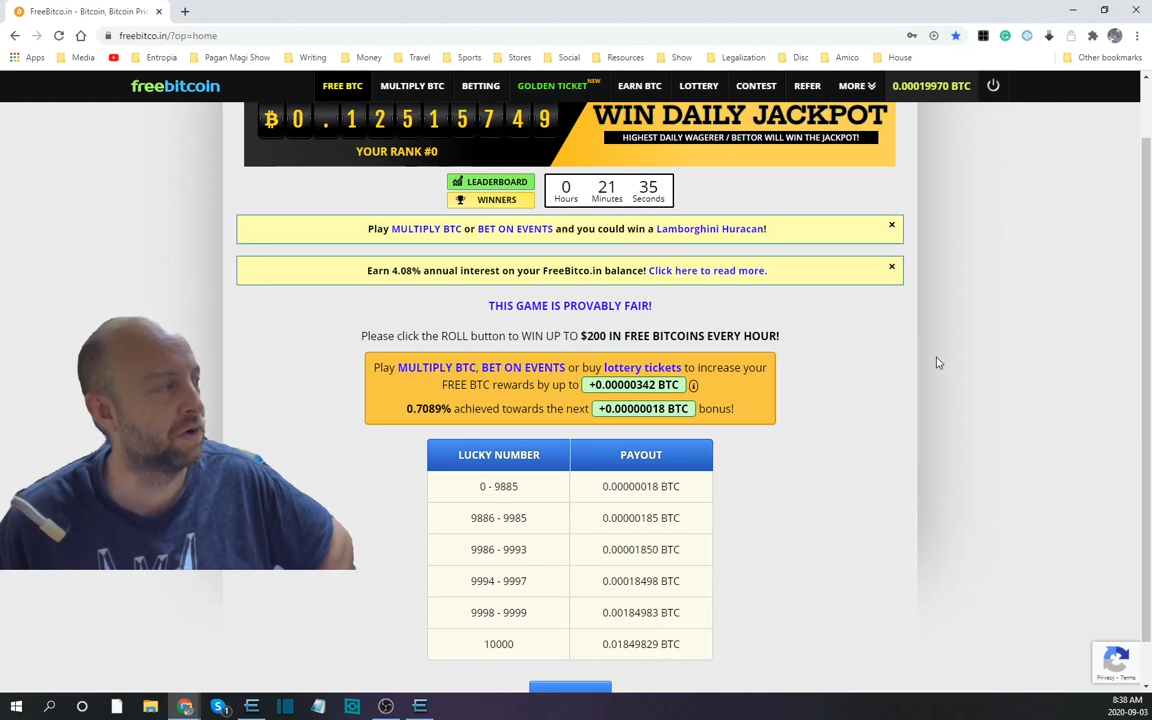 FreeBitco.in - Bitcoin, Bitcoin Pric
freebitco.in/?op=home
Apps Media Entropia Pagan Magi Show Writing Money Travel Sports Stores Social Resources Show Legalization Disc Amico House Other bookmarks
freebitcoin FREE BTC MULTIPLY BTC BETTING GOLDEN TICKET NEW EARN BTC LOTTERY CONTEST REFER MORE 0.00019970 BTC
0.12515749
WIN DAILY JACKPOT
HIGHEST DAILY WAGERER / BETTOR WILL WIN THE JACKPOT!
YOUR RANK #0
LEADERBOARD
WINNERS
0 21 35
Hours Minutes Seconds
Play MULTIPLY BTC or BET ON EVENTS and you could win a Lamborghini Huracan!
Earn 4.08% annual interest on your FreeBitco.in balance! Click here to read more.
THIS GAME IS PROVABLY FAIR!
Please click the ROLL button to WIN UP TO $200 IN FREE BITCOINS EVERY HOUR!
Play MULTIPLY BTC, BET ON EVENTS or buy lottery tickets to increase your
FREE BTC rewards by up to +0.00000342 BTC
0.7089% achieved towards the next +0.00000018 BTC bonus!
LUCKY NUMBER PAYOUT
0 - 9885 0.00000018 BTC
9886 - 9985 0.00000185 BTC
9986 - 9993 0.00001850 BTC
9994 - 9997 0.00018498 BTC
9998 - 9999 0.00184983 BTC
10000 0.01849829 BTC
Privacy - Terms
1
8:38 AM
2020-09-03